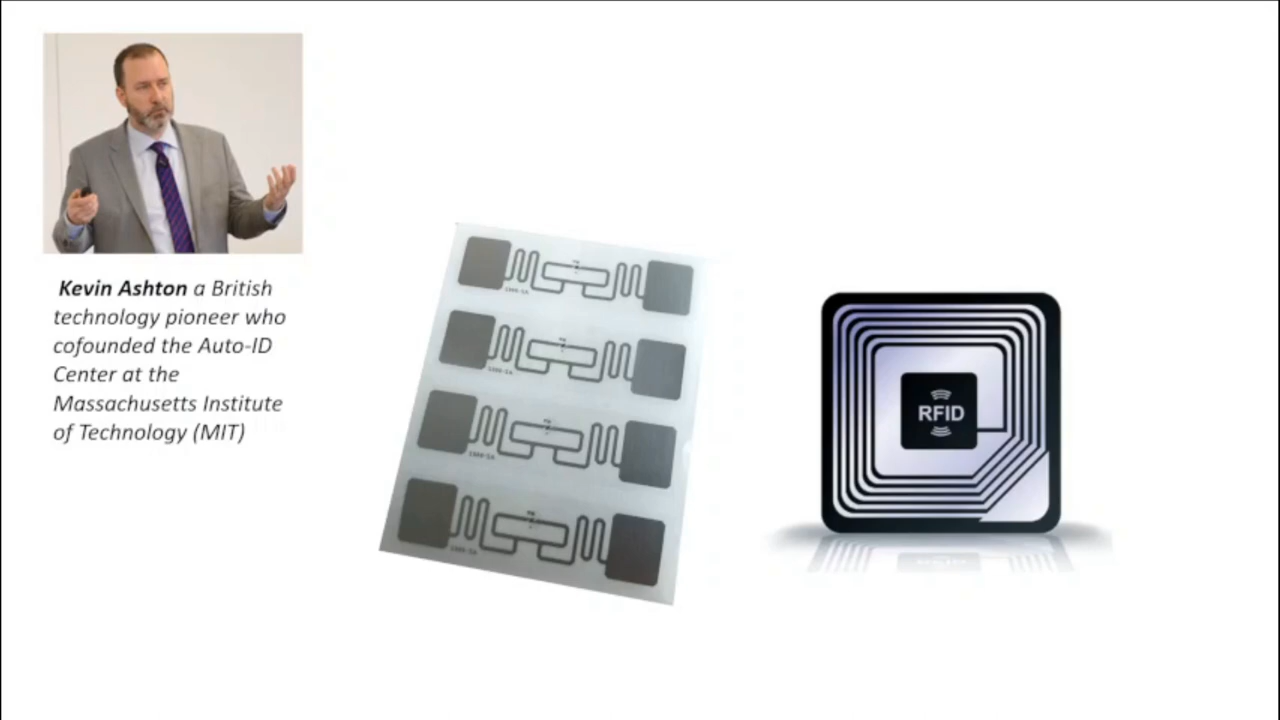 Kevin Ashton a British
technology pioneer who
cofounded the Auto-ID
Center at the
Massachusetts Institute
of Technology (MIT)
RFID